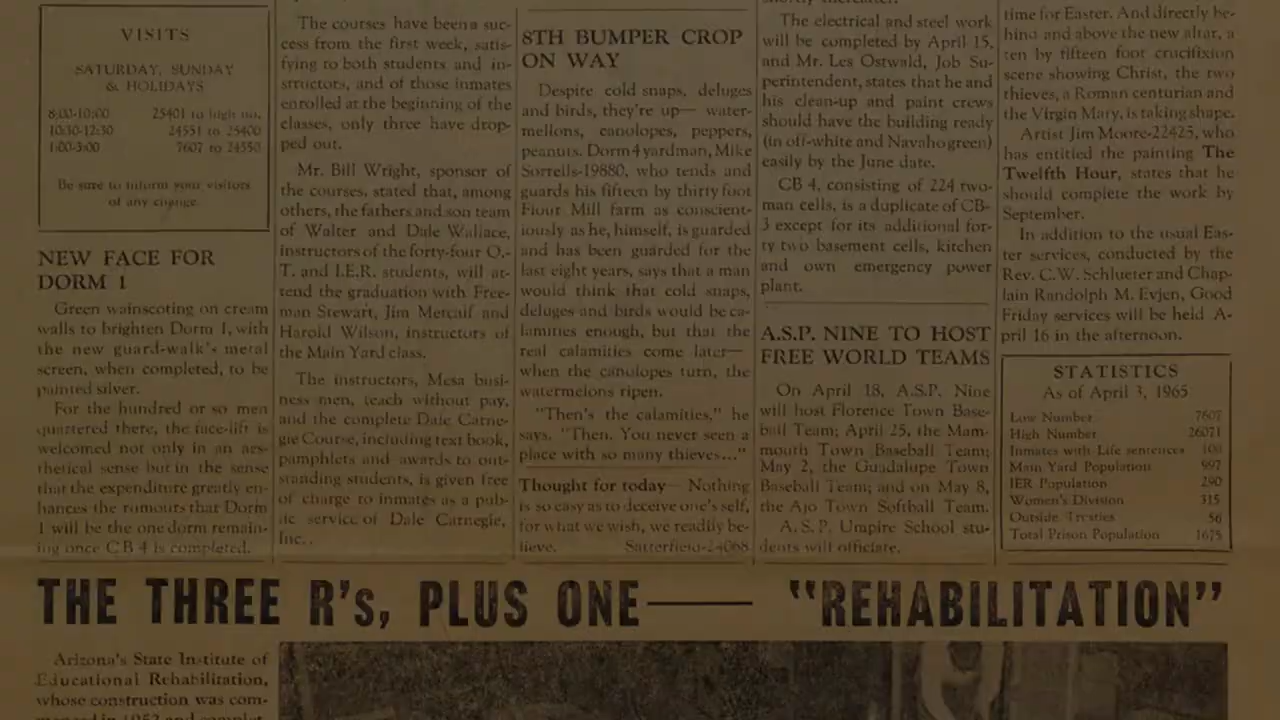 VISITS
SATURDAY, SUNDAY
& HOLIDAYS
8:00-10:00 25401 to high no.
10:30-12:30 24551 to 25400
1:00-3:00 7607 to 24550
Be sure to inform your visitors
of any change.
NEW FACE FOR
DORM 1
Green wainscoting on cream
walls to brighten Dorm 1, with
the new guard-walk's metal
screen, when completed, to be
painted silver.
For the hundred or so men
quartered there, the face-lift is
welcomed not only in an aes-
thetical sense but in the sense
that the expenditure greatly en-
hances the rumours that Dorm
1 will be the one dorm remain-
ing once C B 4 is completed.
The courses have been a suc-
cess from the first week, satis-
fying to both students and in-
structors, and of those inmates
enrolled at the beginning of the
classes, only three have drop-
ped out.
Mr. Bill Wright, sponsor of
the courses, stated that, among
others, the fathers and son team
of Walter and Dale Wallace,
instructors of the forty-four O.-
T. and I.E.R. students, will at-
tend the graduation with Free-
man Stewart, Jim Metcalf and
Harold Wilson, instructors of
the Main Yard class.
The instructors, Mesa busi-
ness men, teach without pay,
and the complete Dale Carne-
gie Course, including text book,
pamphlets and awards to out-
standing students, is given free
of charge to inmates as a pub-
lic service of Dale Carnegie,
Inc..
8TH BUMPER CROP
ON WAY
Despite cold snaps, deluges
and birds, they're up— water-
mellons, canolopes, peppers,
peanuts. Dorm 4 yardman, Mike
Sorrells-19880, who tends and
guards his fifteen by thirty foot
Flour Mill farm as conscient-
iously as he, himself, is guarded
and has been guarded for the
last eight years, says that a man
would think that cold snaps,
deluges and birds would be ca-
lamities enough, but that the
real calamities come later—
when the canolopes turn, the
watermelons ripen.
"Then's the calamities," he
says. "Then. You never seen a
place with so many thieves..."
Thought for today— Nothing
is so easy as to deceive one's self,
for what we wish, we readily be-
lieve. Satterfield-24068
The electrical and steel work
will be completed by April 15,
and Mr. Les Ostwald, Job Su-
perintendent, states that he and
his clean-up and paint crews
should have the building ready
(in off-white and Navaho green)
easily by the June date.
CB 4, consisting of 224 two-
man cells, is a duplicate of CB-
3 except for its additional for-
ty two basement cells, kitchen
and own emergency power
plant.
A.S.P. NINE TO HOST
FREE WORLD TEAMS
On April 18, A.S.P. Nine
will host Florence Town Base-
ball Team; April 25, the Mam-
mouth Town Baseball Team;
May 2, the Guadalupe Town
Baseball Team; and on May 8,
the Ajo Town Softball Team.
A.S.P. Umpire School stu-
dents will officiate.
time for Easter. And directly be-
hind and above the new altar, a
ten by fifteen foot crucifixion
scene showing Christ, the two
thieves, a Roman centurian and
the Virgin Mary, is taking shape.
Artist Jim Moore-22425, who
has entitled the painting The
Twelfth Hour, states that he
should complete the work by
September.
In addition to the usual Eas-
ter services, conducted by the
Rev. C.W. Schlueter and Chap-
lain Randolph M. Evjen, Good
Friday services will be held A-
pril 16 in the afternoon.
STATISTICS
As of April 3, 1965
Low Number 7607
High Number 26071
Inmates with Life sentences
Main Yard Population 997
IER Population 290
Women's Division
Outside Trusties 56
Total Prison Population 1675
THE THREE R's, PLUS ONE—— "REHABILITATION"
Arizona's State Institute of
Educational Rehabilitation,
whose construction was com-